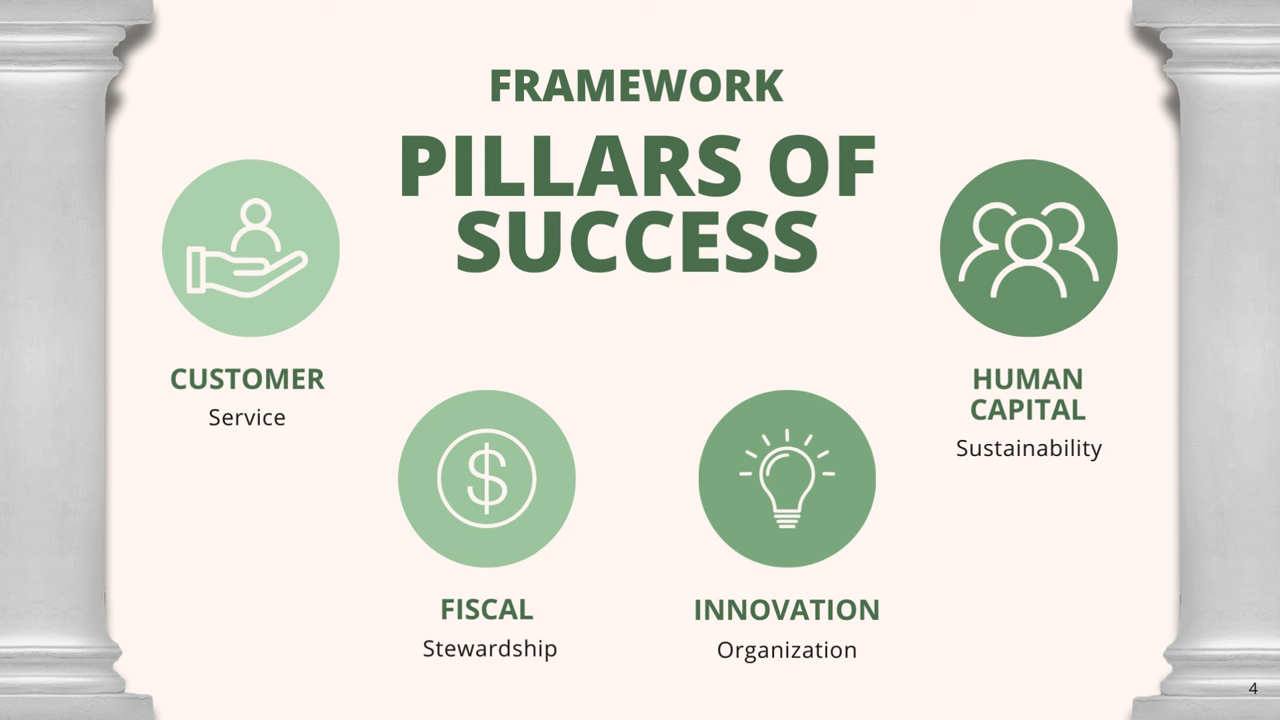 FRAMEWORK
PILLARS OF
SUCCESS
CUSTOMER
Service
FISCAL
Stewardship
INNOVATION
Organization
HUMAN
CAPITAL
Sustainability
4